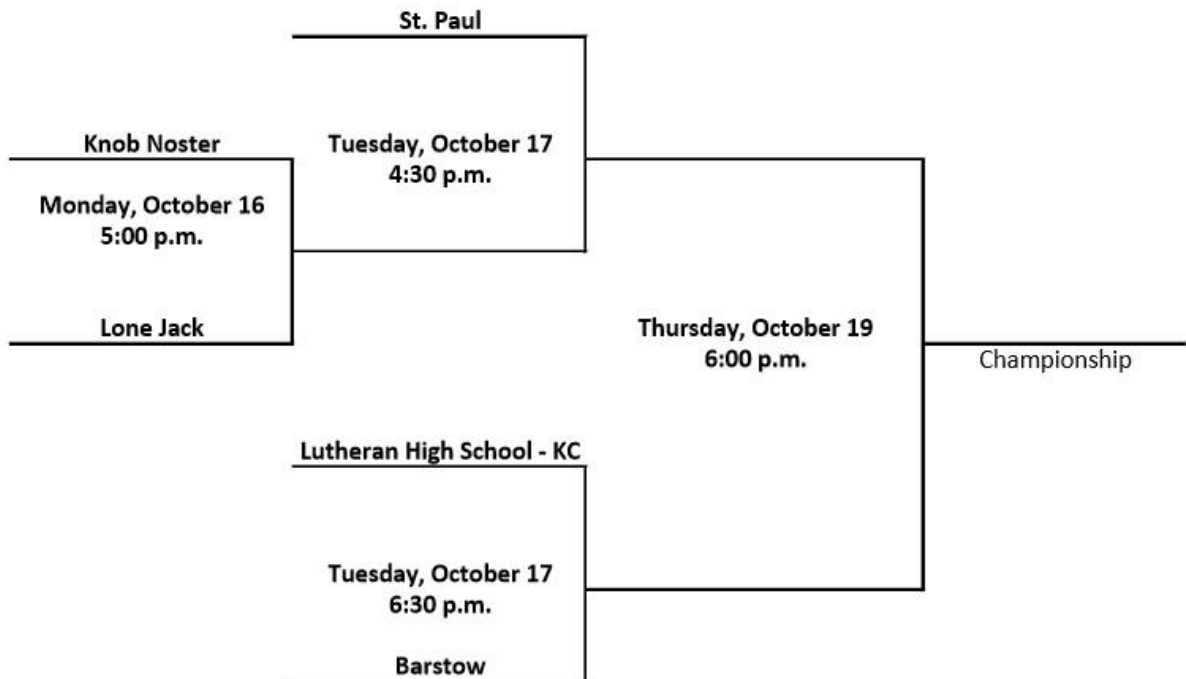 St. Paul
Knob Noster
Tuesday, October 17
4:30 p.m.
Monday, October 16
5:00 p.m.
Lone Jack
Thursday, October 19
6:00 p.m.
Championship
Lutheran High School - KC
Tuesday, October 17
6:30 p.m.
Barstow